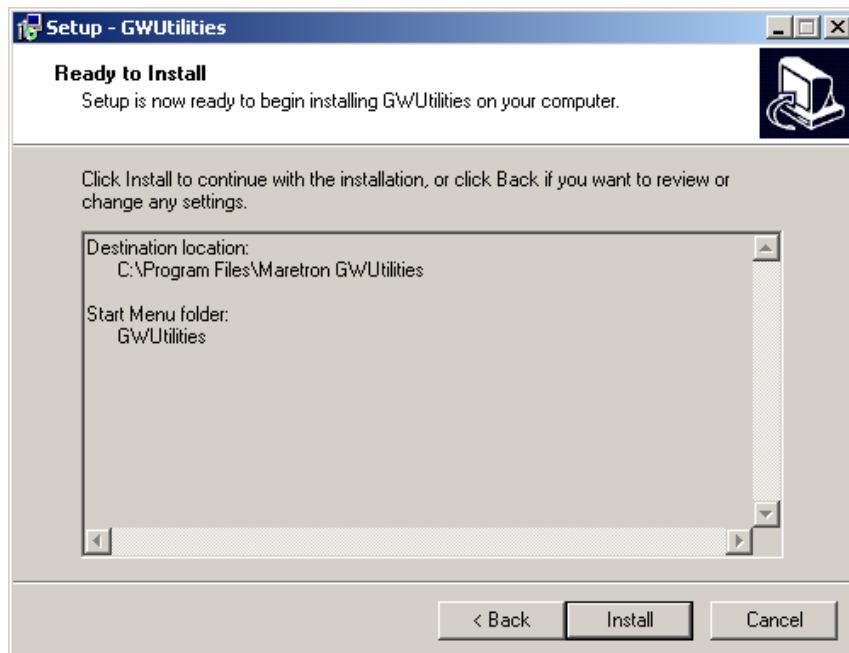 Setup - GWUtilities
Ready to Install
Setup is now ready to begin installing GWUtilities on your computer.
Click Install to continue with the installation, or click Back if you want to review or
change any settings.
Destination location:
C:\Program Files\Maretron GWUtilities
Start Menu folder:
GWUtilities
< Back
Install
Cancel